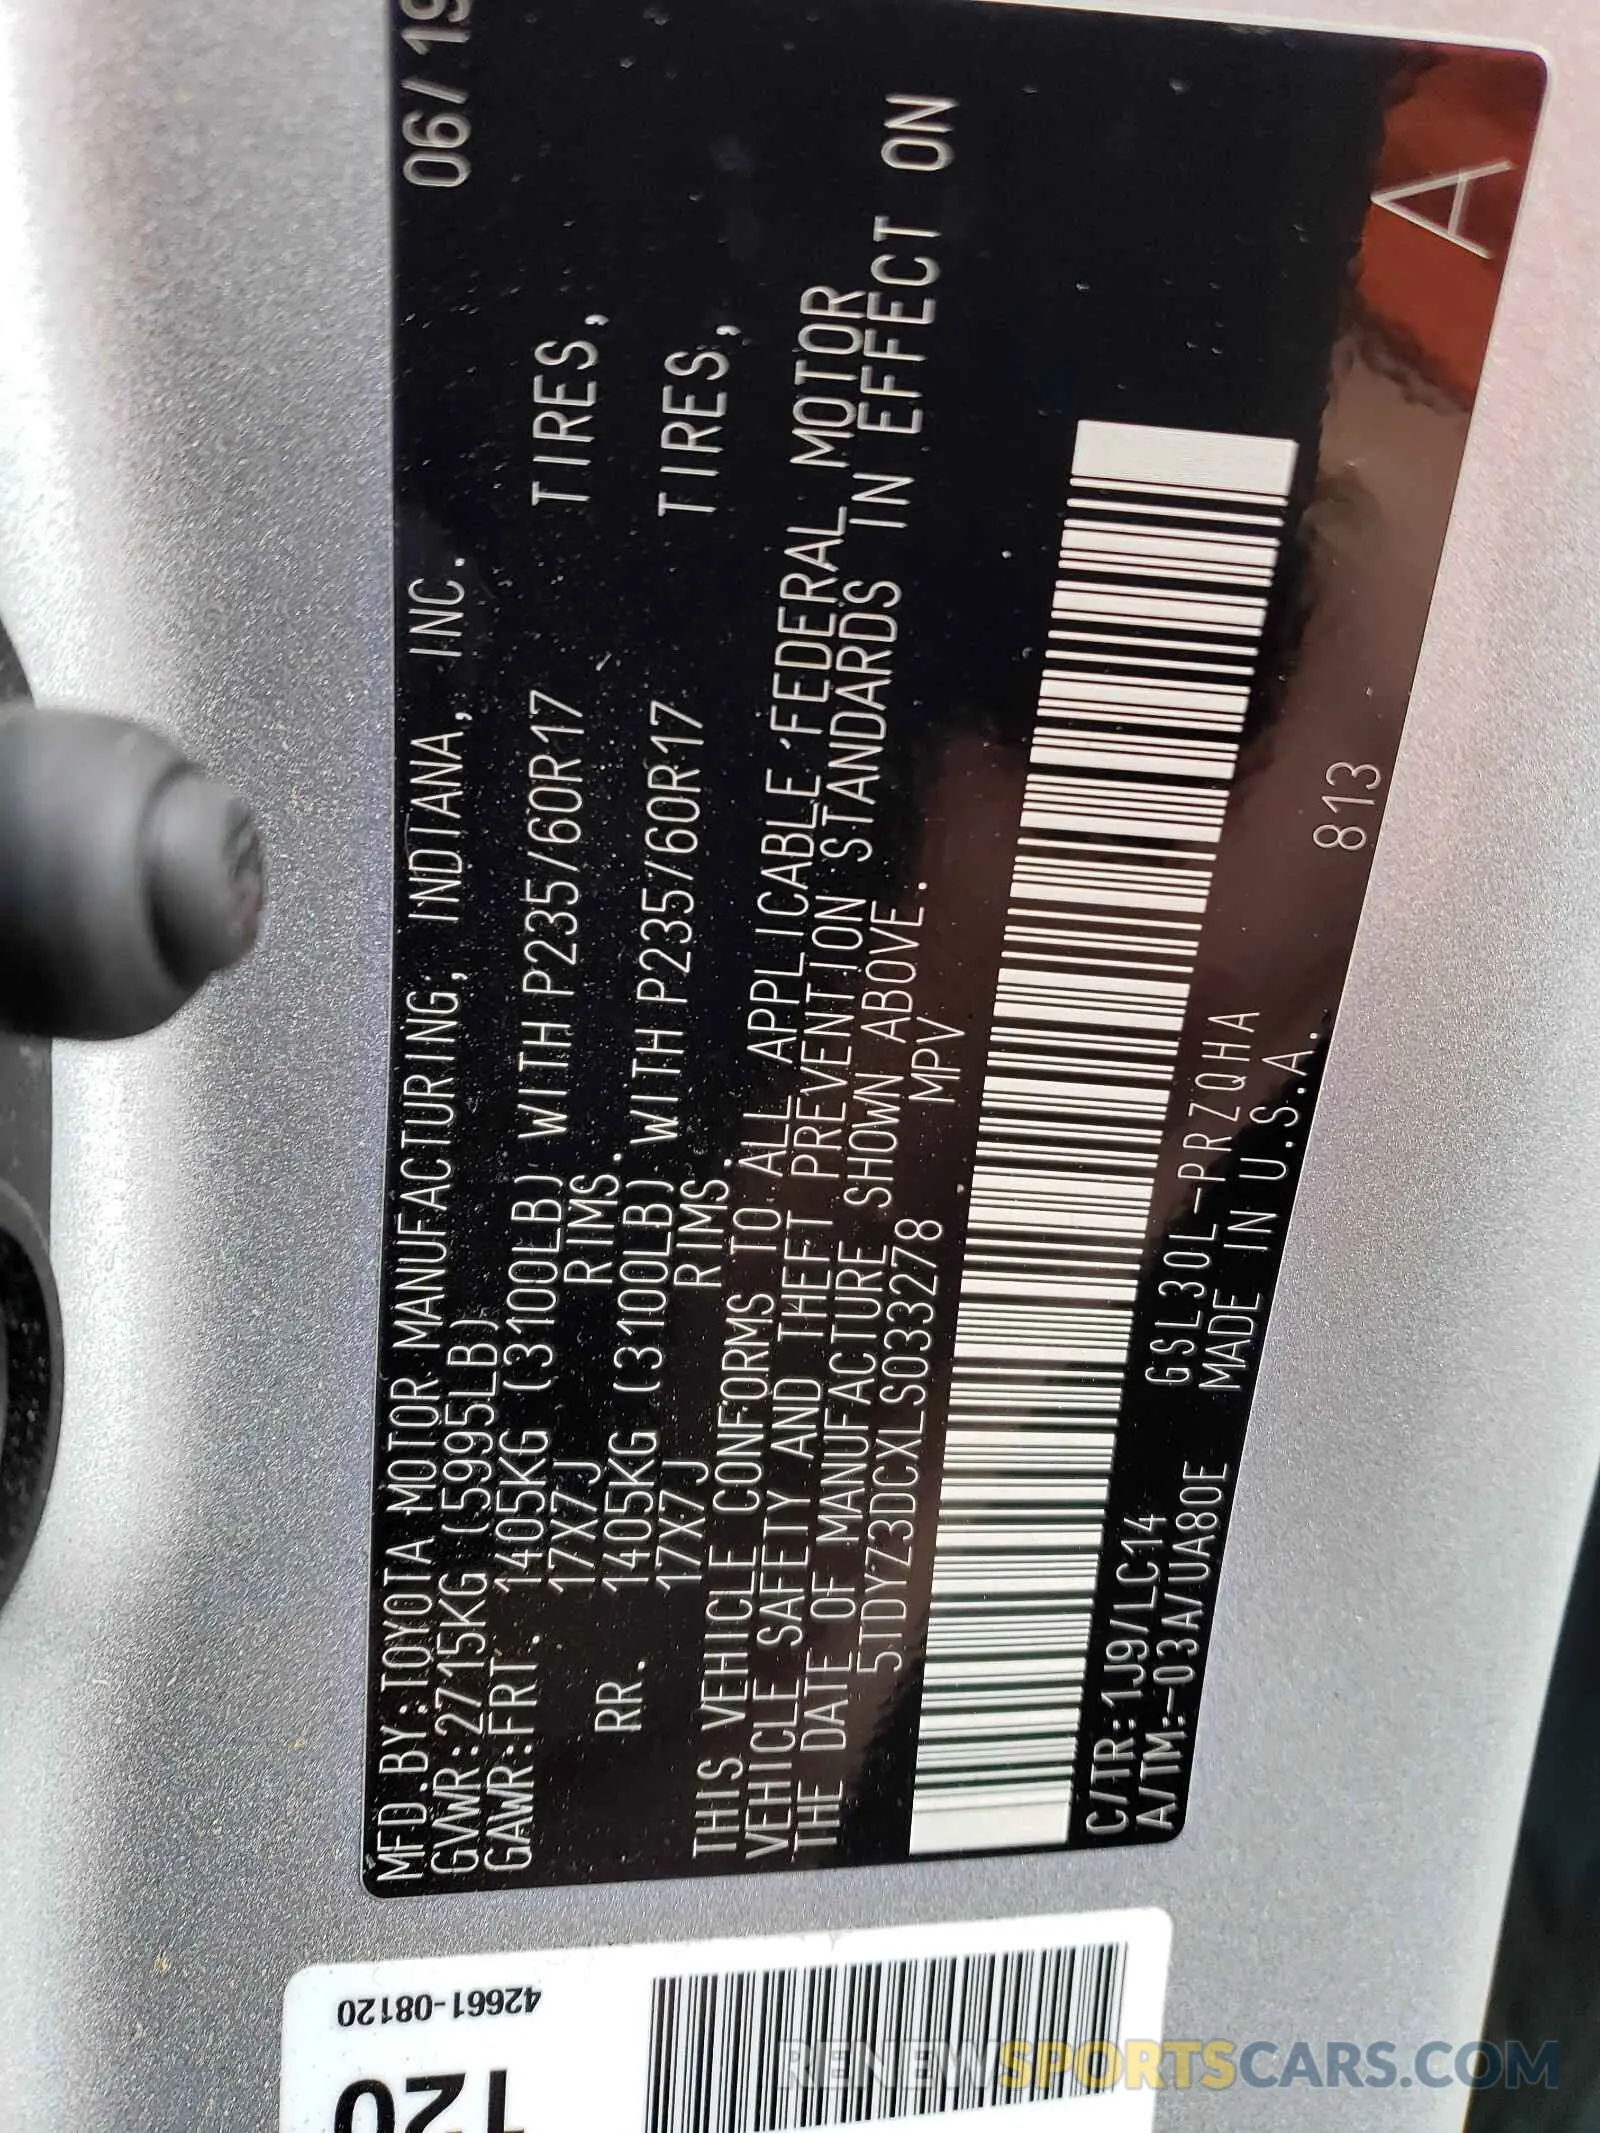 MFD.BY:TOYOTA MOTOR MANUFACTURING, INDIANA, INC. 06/19
GVWR:2715KG (5995LB)
GAWR:FRT. 1405KG (3100LB) WITH P235/60R17 TIRES,
17X7J RIMS.
RR. 1405KG (3100LB) WITH P235/60R17 TIRES,
17X7J RIMS.
THIS VEHICLE CONFORMS TO ALL APPLICABLE FEDERAL MOTOR
VEHICLE SAFETY AND THEFT PREVENTION STANDARDS IN EFFECT ON
THE DATE OF MANUFACTURE SHOWN ABOVE.
5TDYZ3DCXLS033278 MPV
C/TR:1J9/LC14 GSL30L-PRZQHA 813 A
A/TM:-03A/UA80E MADE IN U.S.A.
42661-08120
120
RENEWSPORTSCARS.COM